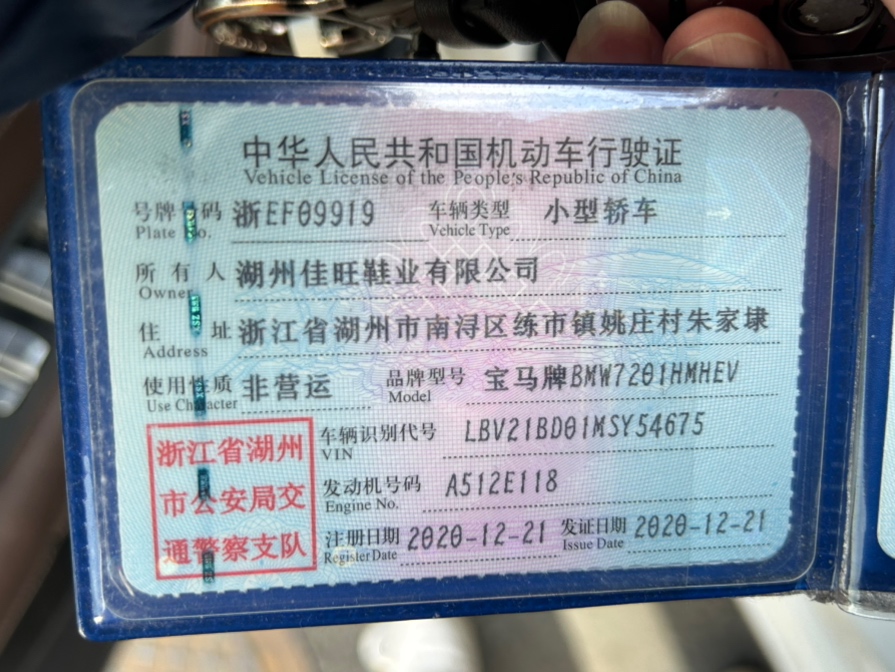 中华人民共和国机动车行驶证
Vehicle License of the People's Republic of China
号牌号码 浙EF09919 车辆类型 小型轿车
Plate No. Vehicle Type
所有人 湖州佳旺鞋业有限公司
Owner
住址 浙江省湖州市南浔区练市镇姚庄村朱家埭
Address
使用性质 非营运 品牌型号 宝马牌BMW7201HMHEV
Use Character Model
浙江省湖州
市公安局交
通警察支队
车辆识别代号 LBV21BD01MSY54675
VIN
发动机号码 A512E118
Engine No.
注册日期 2020-12-21 发证日期 2020-12-21
Register Date Issue Date